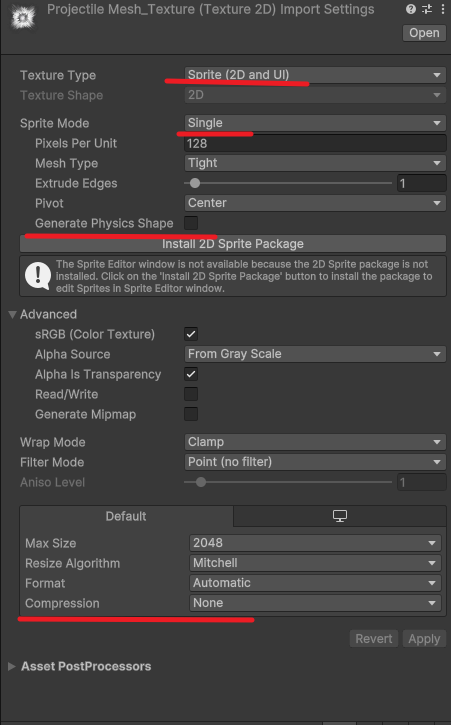 Projectile Mesh_Texture (Texture 2D) Import Settings
Open
Texture Type Sprite (2D and UI)
Texture Shape 2D
Sprite Mode Single
Pixels Per Unit 128
Mesh Type Tight
Extrude Edges 1
Pivot Center
Generate Physics Shape
Install 2D Sprite Package
The Sprite Editor window is not available because the 2D Sprite package is not
installed. Click on the 'Install 2D Sprite Package' button to install the package to
edit Sprites in Sprite Editor window.
Advanced
sRGB (Color Texture)
Alpha Source From Gray Scale
Alpha Is Transparency
Read/Write
Generate Mipmap
Wrap Mode Clamp
Filter Mode Point (no filter)
Aniso Level 1
Default
Max Size 2048
Resize Algorithm Mitchell
Format Automatic
Compression None
Revert Apply
Asset PostProcessors